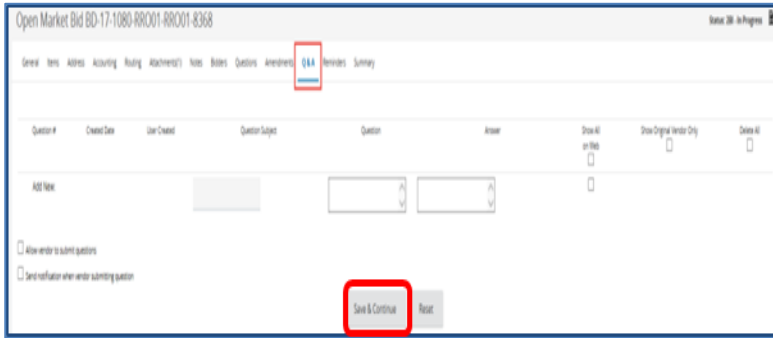 Open Market Bid BD-17-1080-RRO01-RRO01-8368
Status: 2BI - In Progress
General Items Address Accounting Routing Attachment(s) Notes Bidders Questions Amendments Q & A Reminders Summary
Question # Created Date User Created Question Subject Question Answer Show All on Web Show Original Vendor Only Delete All
Add New:
Allow vendor to submit questions
Send notification when vendor submitting question
Save & Continue Reset